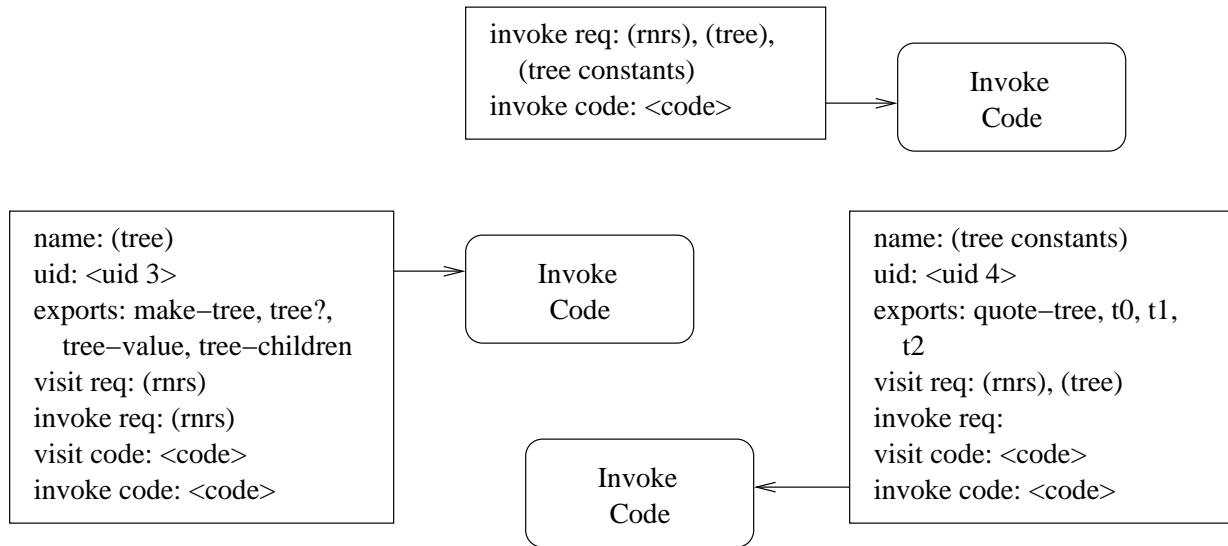 invoke req: (rnrs), (tree),
(tree constants)
invoke code: <code>
Invoke
Code
name: (tree)
uid: <uid 3>
exports: make−tree, tree?,
tree−value, tree−children
visit req: (rnrs)
invoke req: (rnrs)
visit code: <code>
invoke code: <code>
Invoke
Code
name: (tree constants)
uid: <uid 4>
exports: quote−tree, t0, t1,
t2
visit req: (rnrs), (tree)
invoke req:
visit code: <code>
invoke code: <code>
Invoke
Code